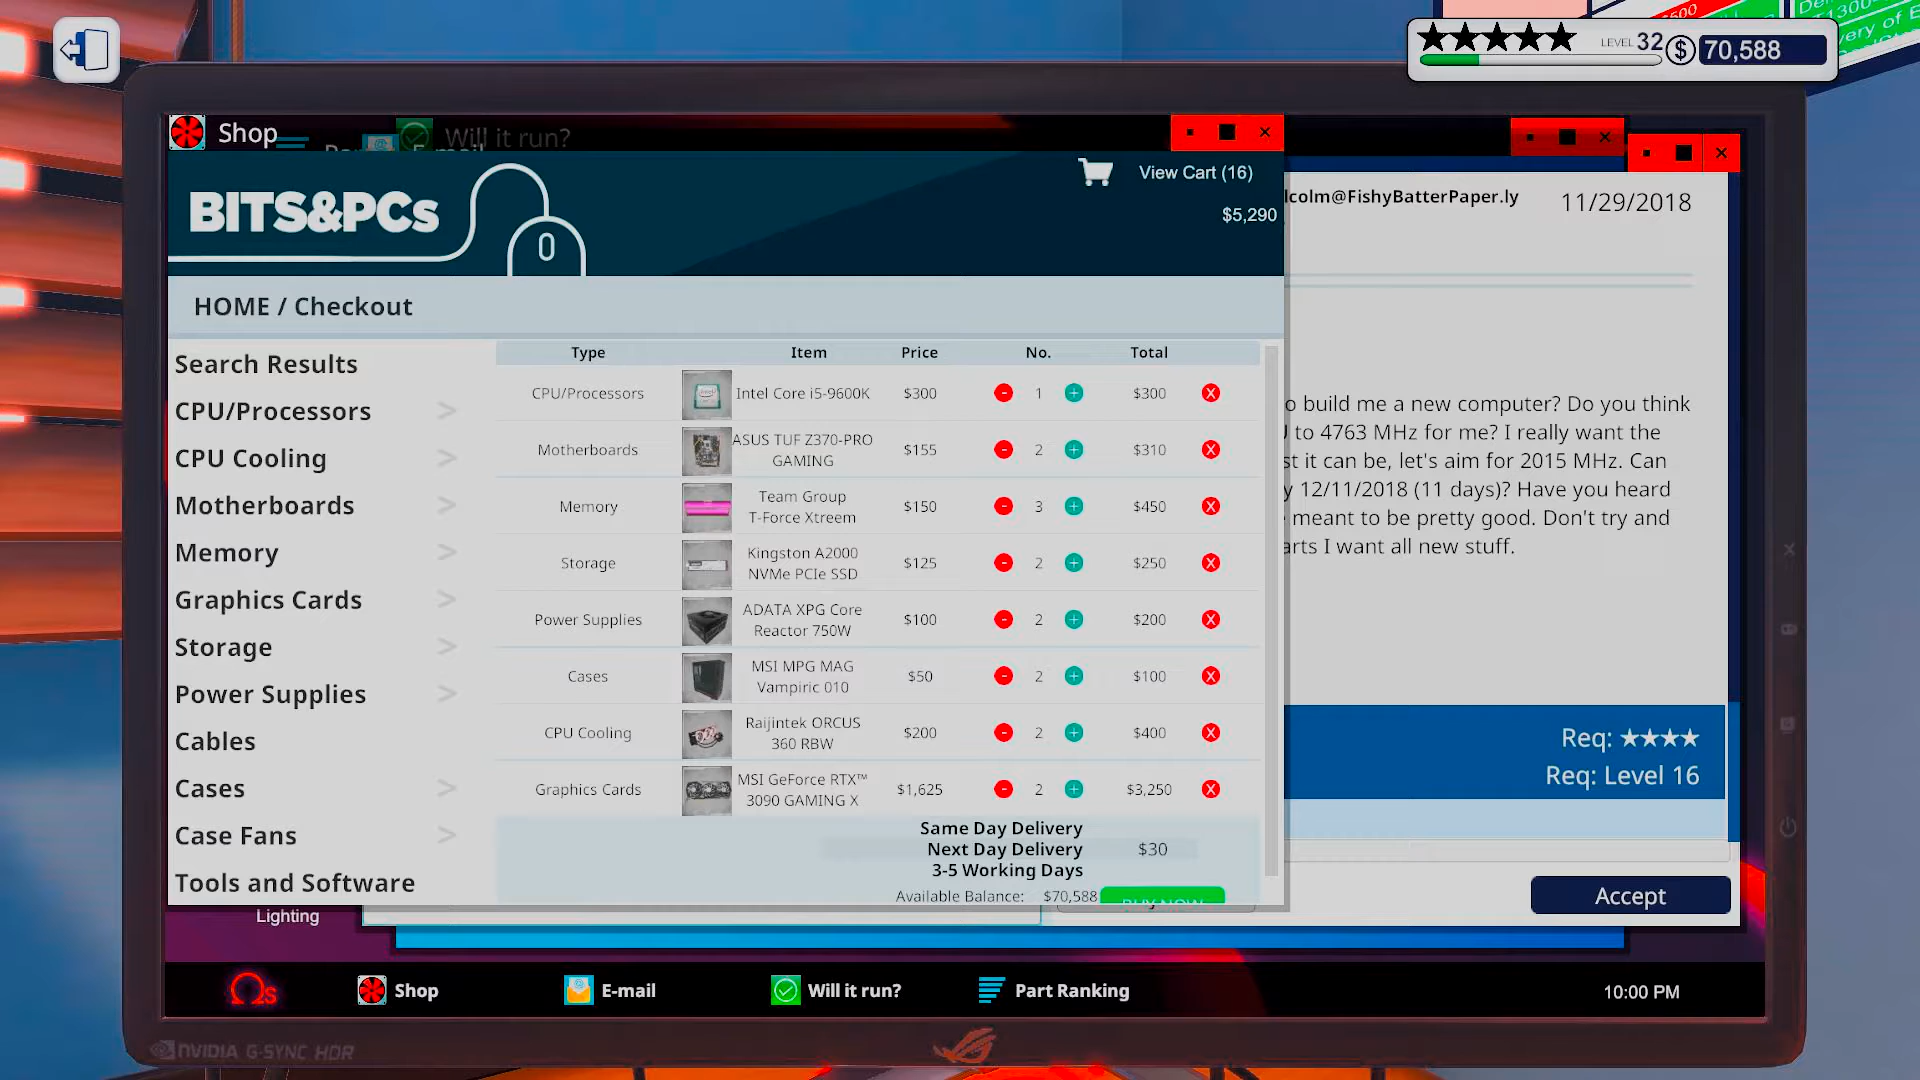 LEVEL 32
$ 70,588
Shop
Will it run?
View Cart (16)
$5,290
BITS&PCs
HOME / Checkout
lcolm@FishyBatterPaper.ly
11/29/2018
Search Results
CPU/Processors >
CPU Cooling >
Motherboards >
Memory >
Graphics Cards >
Storage >
Power Supplies >
Cables
Cases >
Case Fans >
Tools and Software
Type Item Price No. Total
CPU/Processors Intel Core i5-9600K $300 - 1 + $300 X
Motherboards ASUS TUF Z370-PRO GAMING $155 - 2 + $310 X
Memory Team Group T-Force Xtreem $150 - 3 + $450 X
Storage Kingston A2000 NVMe PCIe SSD $125 - 2 + $250 X
Power Supplies ADATA XPG Core Reactor 750W $100 - 2 + $200 X
Cases MSI MPG MAG Vampiric 010 $50 - 2 + $100 X
CPU Cooling Raijintek ORCUS 360 RBW $200 - 2 + $400 X
Graphics Cards MSI GeForce RTX™ 3090 GAMING X $1,625 - 2 + $3,250 X
Same Day Delivery
Next Day Delivery $30
3-5 Working Days
Available Balance: $70,588 BUY NOW
o build me a new computer? Do you think
to 4763 MHz for me? I really want the
st it can be, let's aim for 2015 MHz. Can
y 12/11/2018 (11 days)? Have you heard
meant to be pretty good. Don't try and
arts I want all new stuff.
Req: ★★★★
Req: Level 16
Accept
Lighting
Ωs
Shop
E-mail
Will it run?
Part Ranking
10:00 PM
NVIDIA G-SYNC HDR